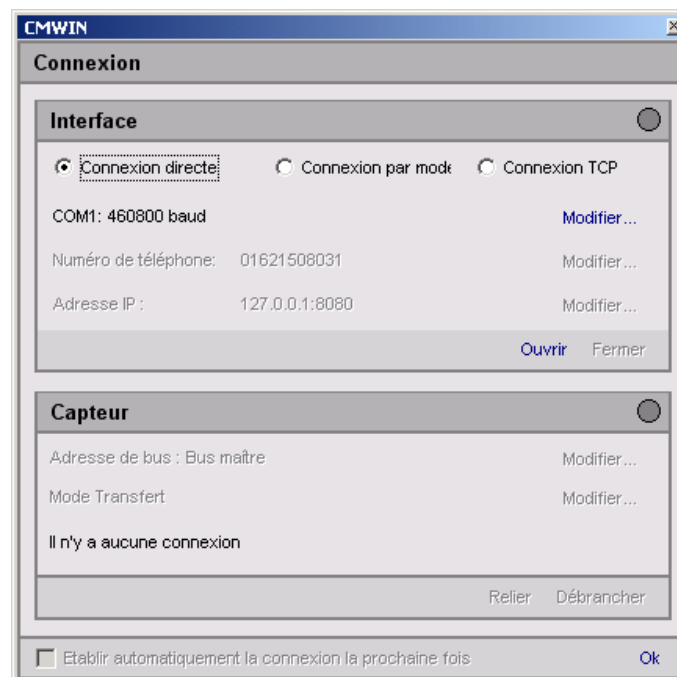 CMWIN
Connexion
Interface
Connexion directe Connexion par mode Connexion TCP
COM1: 460800 baud Modifier...
Numéro de téléphone: 01621508031 Modifier...
Adresse IP : 127.0.0.1:8080 Modifier...
Ouvrir Fermer
Capteur
Adresse de bus : Bus maître Modifier...
Mode Transfert Modifier...
Il n'y a aucune connexion
Relier Débrancher
Etablir automatiquement la connexion la prochaine fois Ok